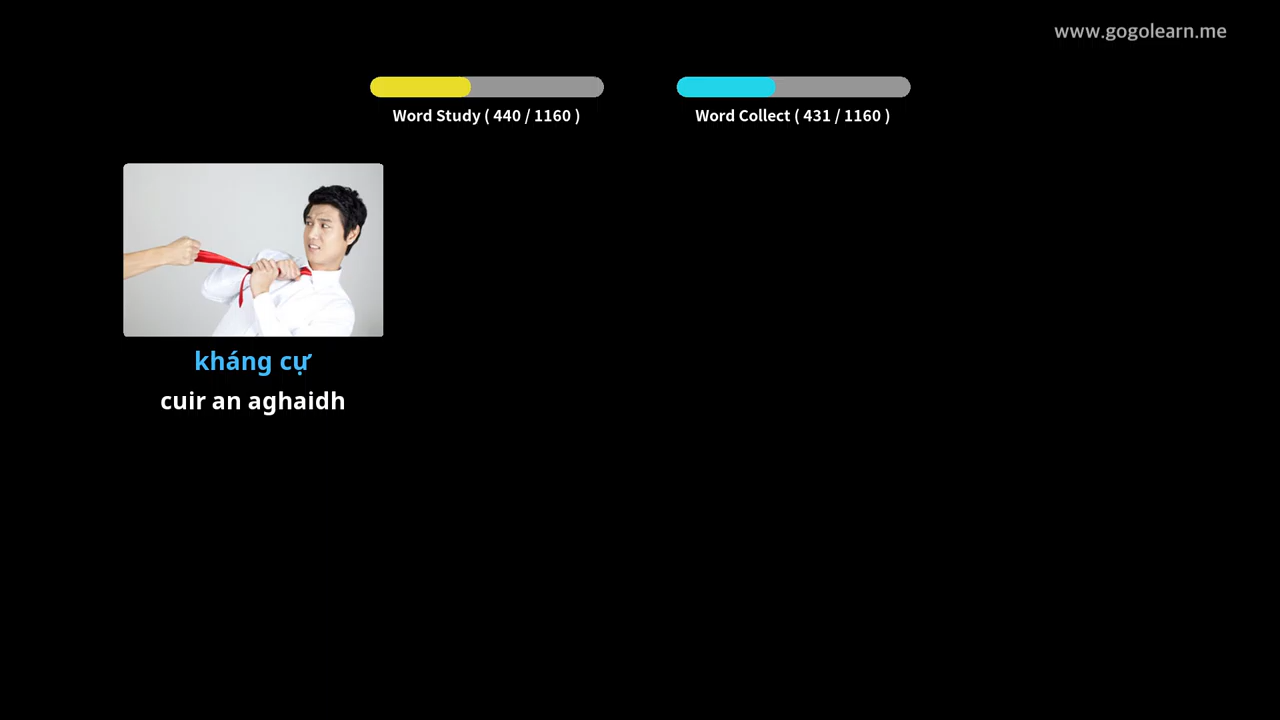 www.gogolearn.me
Word Study ( 440 / 1160 )
Word Collect ( 431 / 1160 )
kháng cự
cuir an aghaidh